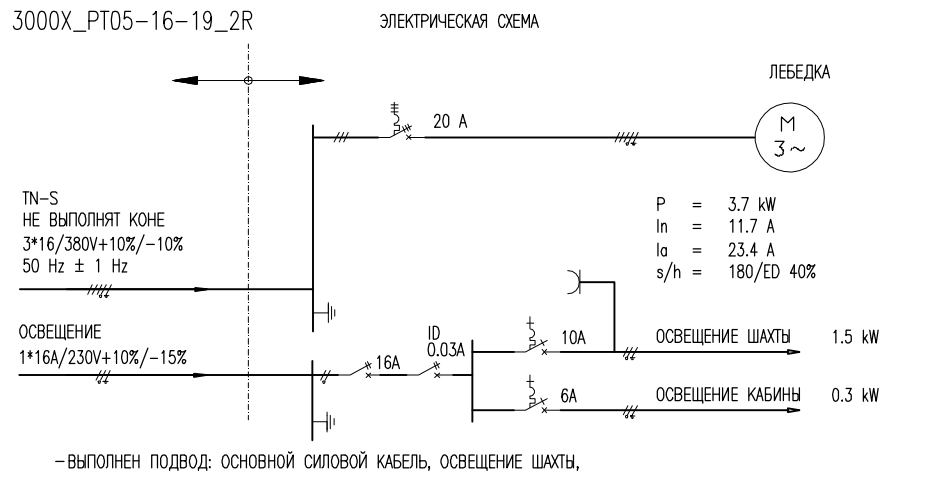 3000X_PT05-16-19_2R
ЭЛЕКТРИЧЕСКАЯ СХЕМА
ЛЕБЕДКА
20 A
M
3~
TN-S
НЕ ВЫПОЛНЯТ КОНЕ
3*16/380V+10%/-10%
50 Hz ± 1 Hz
P = 3.7 kW
In = 11.7 A
Ia = 23.4 A
s/h = 180/ED 40%
ОСВЕЩЕНИЕ
1*16A/230V+10%/-15%
16A
ID
0.03A
10A
ОСВЕЩЕНИЕ ШАХТЫ 1.5 kW
6A
ОСВЕЩЕНИЕ КАБИНЫ 0.3 kW
-ВЫПОЛНЕН ПОДВОД: ОСНОВНОЙ СИЛОВОЙ КАБЕЛЬ, ОСВЕЩЕНИЕ ШАХТЫ,